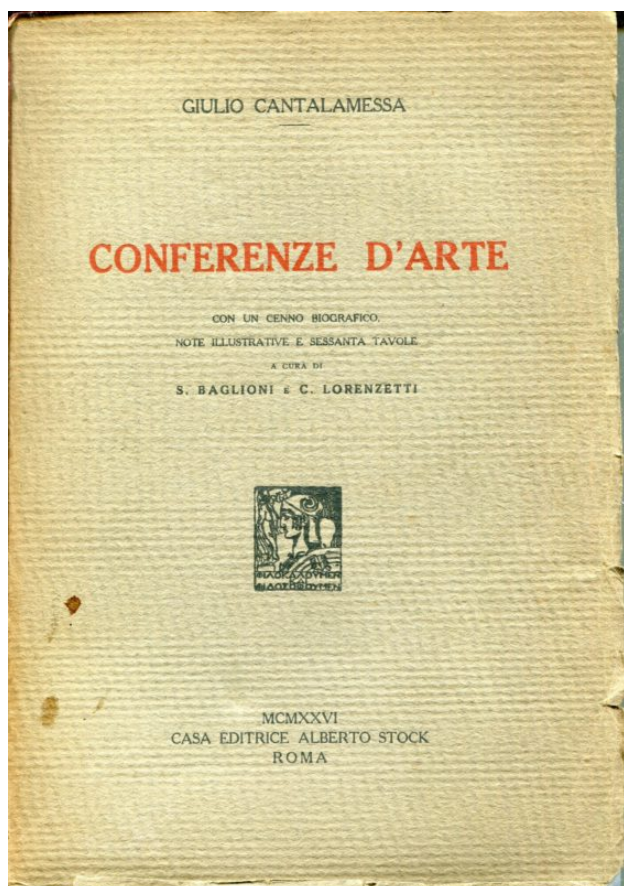 GIULIO CANTALAMESSA
CONFERENZE D'ARTE
CON UN CENNO BIOGRAFICO,
NOTE ILLUSTRATIVE E SESSANTA TAVOLE
A CURA DI
S. BAGLIONI E C. LORENZETTI
MCMXXVI
CASA EDITRICE ALBERTO STOCK
ROMA